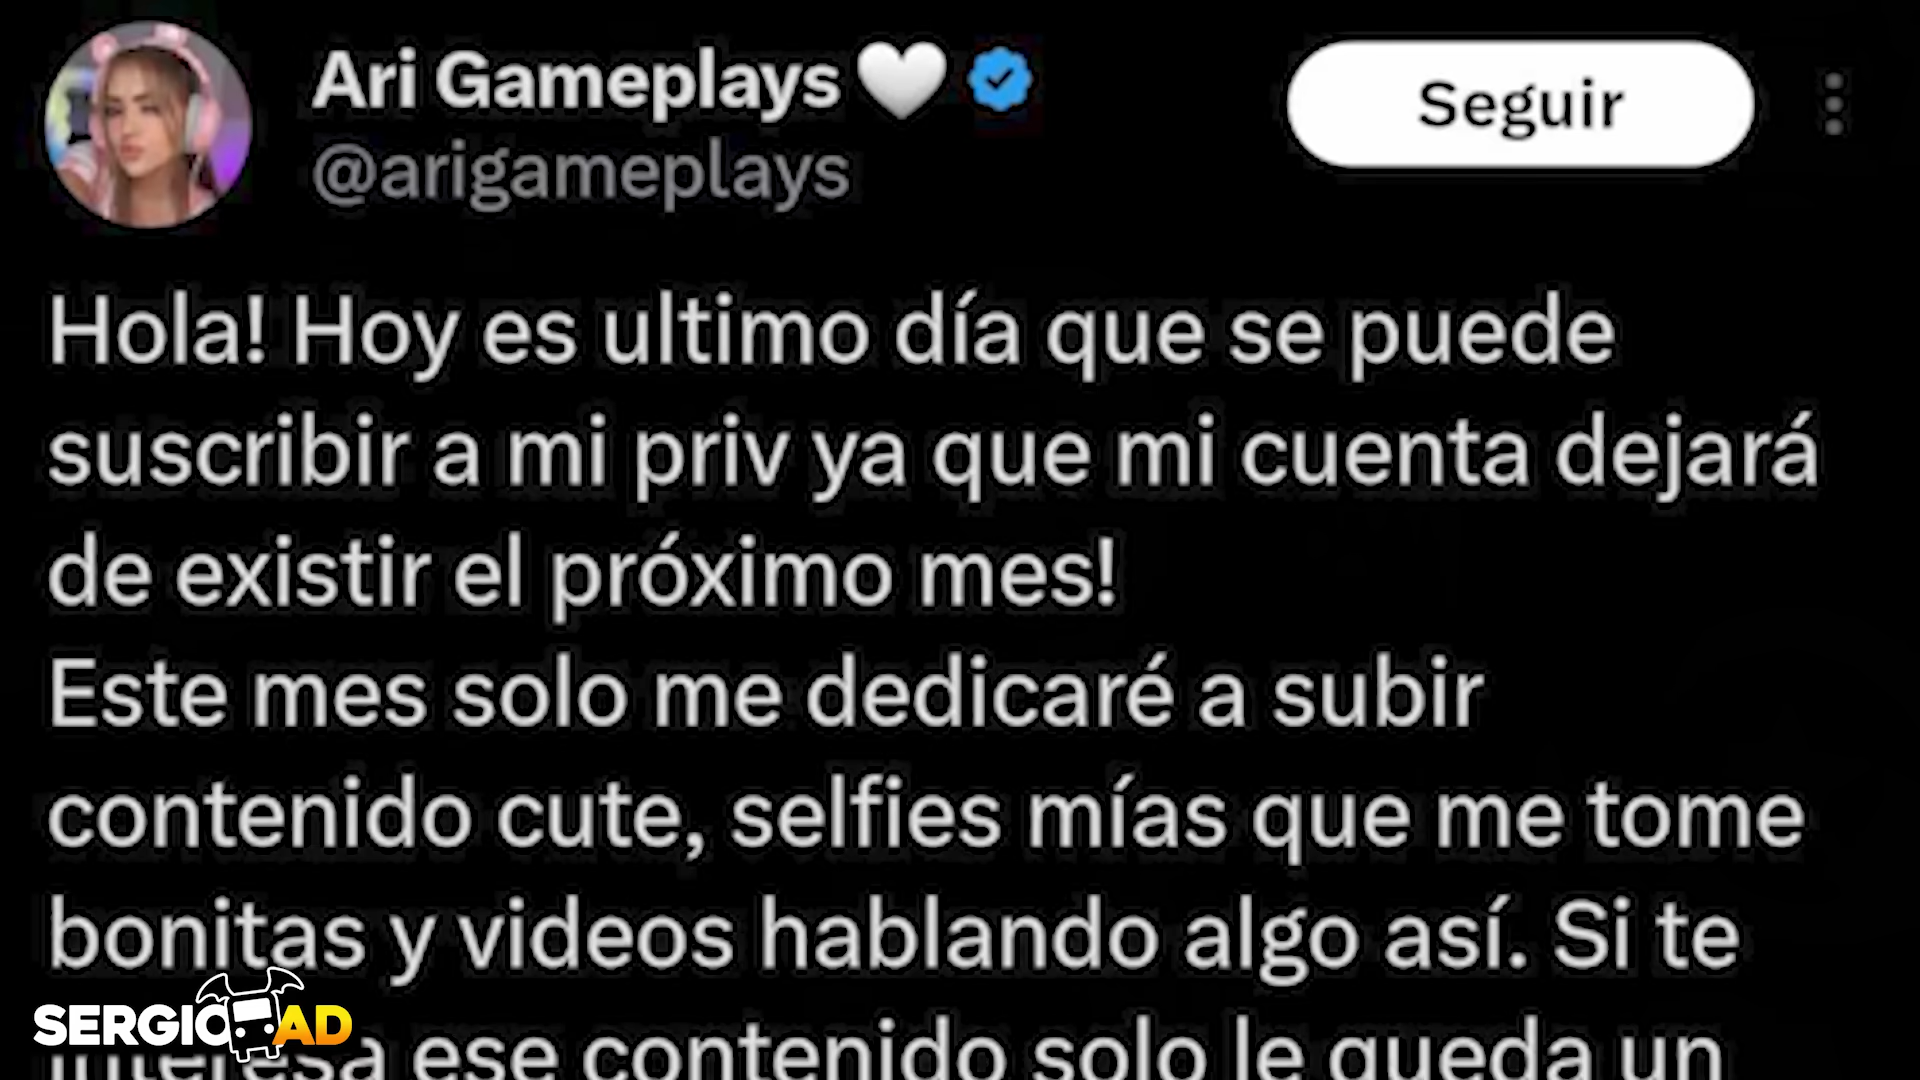 Ari Gameplays 🤍
@arigameplays
Seguir
Hola! Hoy es ultimo día que se puede
suscribir a mi priv ya que mi cuenta dejará
de existir el próximo mes!
Este mes solo me dedicaré a subir
contenido cute, selfies mías que me tome
bonitas y videos hablando algo así. Si te
interesa ese contenido solo le queda un
SERGIO AD